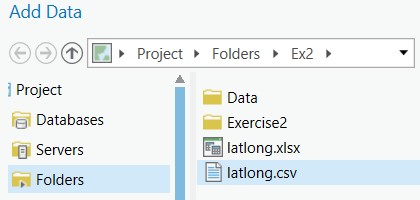 Add Data
Project Folders Ex2
Project
Databases
Servers
Folders
Data
Exercise2
latlong.xlsx
latlong.csv